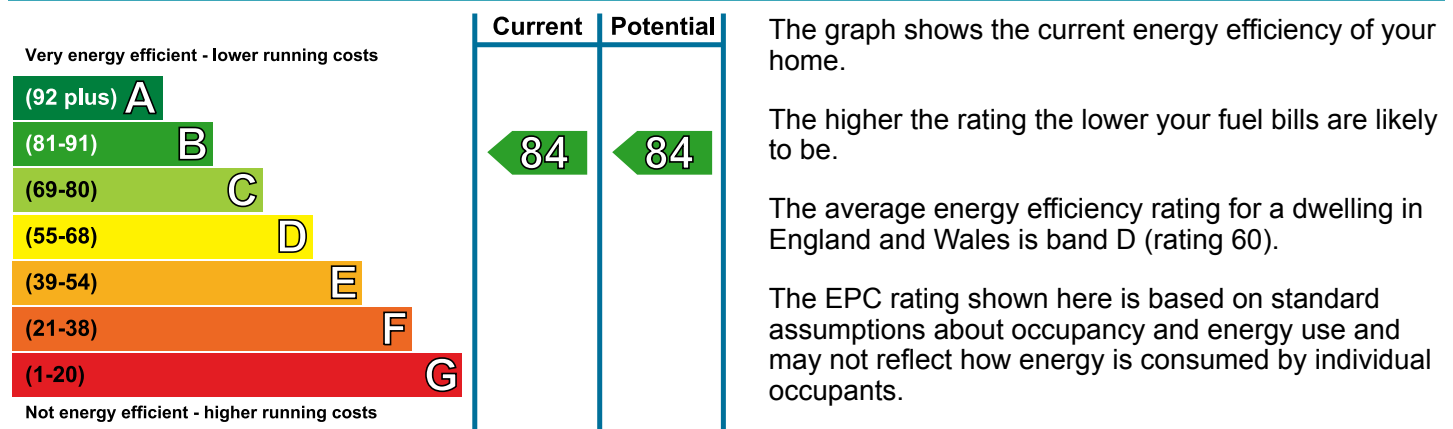 Current Potential
Very energy efficient - lower running costs
(92 plus) A
(81-91) B
84 84
(69-80) C
(55-68) D
(39-54) E
(21-38) F
(1-20) G
Not energy efficient - higher running costs
The graph shows the current energy efficiency of your
home.
The higher the rating the lower your fuel bills are likely
to be.
The average energy efficiency rating for a dwelling in
England and Wales is band D (rating 60).
The EPC rating shown here is based on standard
assumptions about occupancy and energy use and
may not reflect how energy is consumed by individual
occupants.